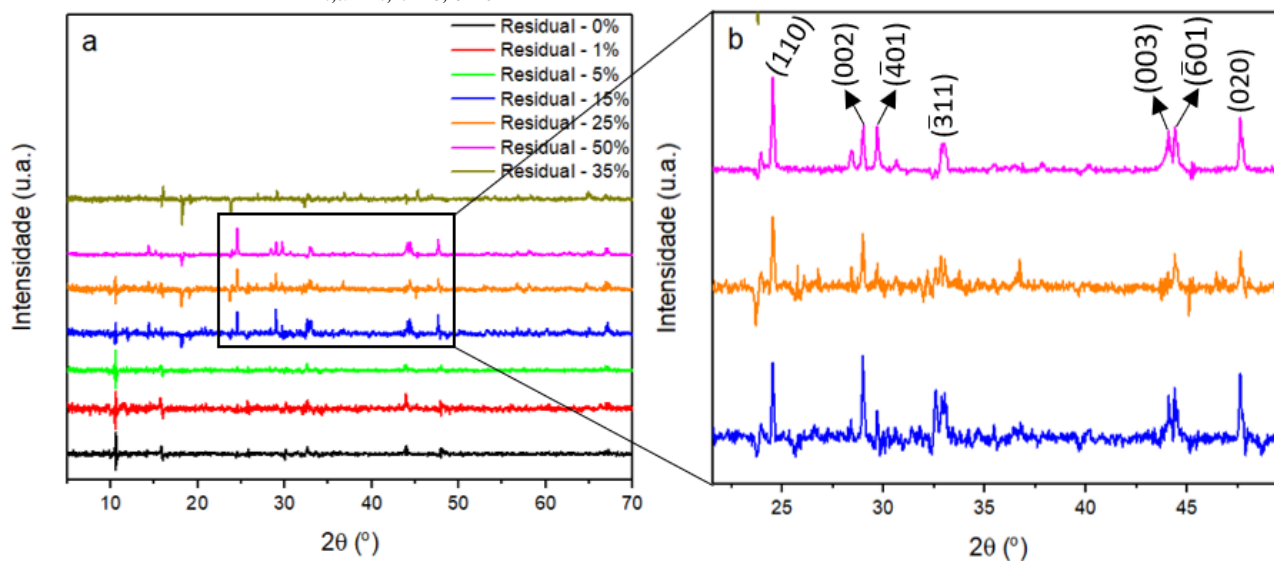 a
Residual - 0%
Residual - 1%
Residual - 5%
Residual - 15%
Residual - 25%
Residual - 50%
Residual - 35%
Intensidade (u.a.)
10 20 30 40 50 60 70
2θ (°)
b
(110)
(002)
(4̅01)
(3̅11)
(003)
(6̅01)
(020)
Intensidade (u.a.)
25 30 35 40 45
2θ (°)